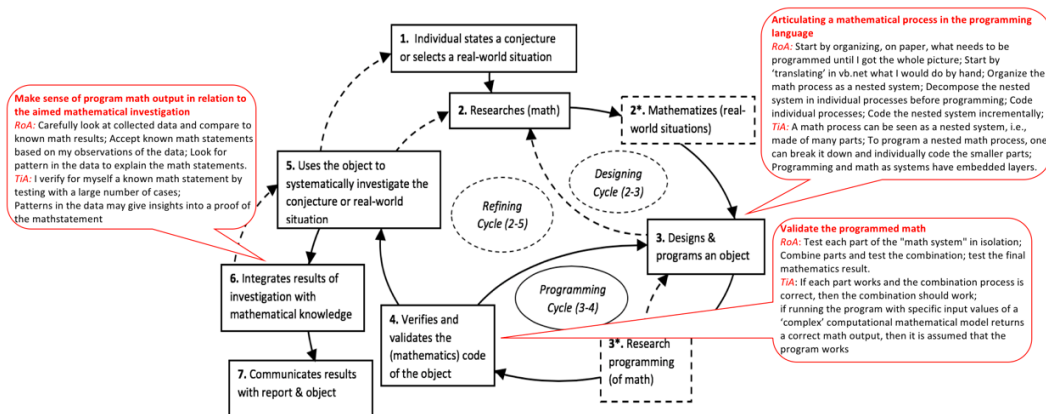 1. Individual states a conjecture
or selects a real-world situation
2. Researches (math)
2*. Mathematizes (real-
world situations)
Designing
Cycle (2-3)
Refining
Cycle (2-5)
3. Designs &
programs an object
Programming
Cycle (3-4)
3*. Research
programming
(of math)
4. Verifies and
validates the
(mathematics) code
of the object
5. Uses the object to
systematically investigate the
conjecture or real-world
situation
6. Integrates results of
investigation with
mathematical knowledge
7. Communicates results
with report & object
Make sense of program math output in relation to
the aimed mathematical investigation
RoA: Carefully look at collected data and compare to
known math results; Accept known math statements
based on my observations of the data; Look for
pattern in the data to explain the math statements.
TiA: I verify for myself a known math statement by
testing with a large number of cases;
Patterns in the data may give insights into a proof of
the mathstatement
Articulating a mathematical process in the programming
language
RoA: Start by organizing, on paper, what needs to be
programmed until I got the whole picture; Start by
‘translating’ in vb.net what I would do by hand; Organize the
math process as a nested system; Decompose the nested
system in individual processes before programming; Code
individual processes; Code the nested system incrementally;
TiA: A math process can be seen as a nested system, i.e.,
made of many parts; To program a nested math process, one
can break it down and individually code the smaller parts;
Programming and math as systems have embedded layers.
Validate the programmed math
RoA: Test each part of the "math system" in isolation;
Combine parts and test the combination; test the final
mathematics result.
TiA: If each part works and the combination process is
correct, then the combination should work;
if running the program with specific input values of a
‘complex’ computational mathematical model returns
a correct math output, then it is assumed that the
program works